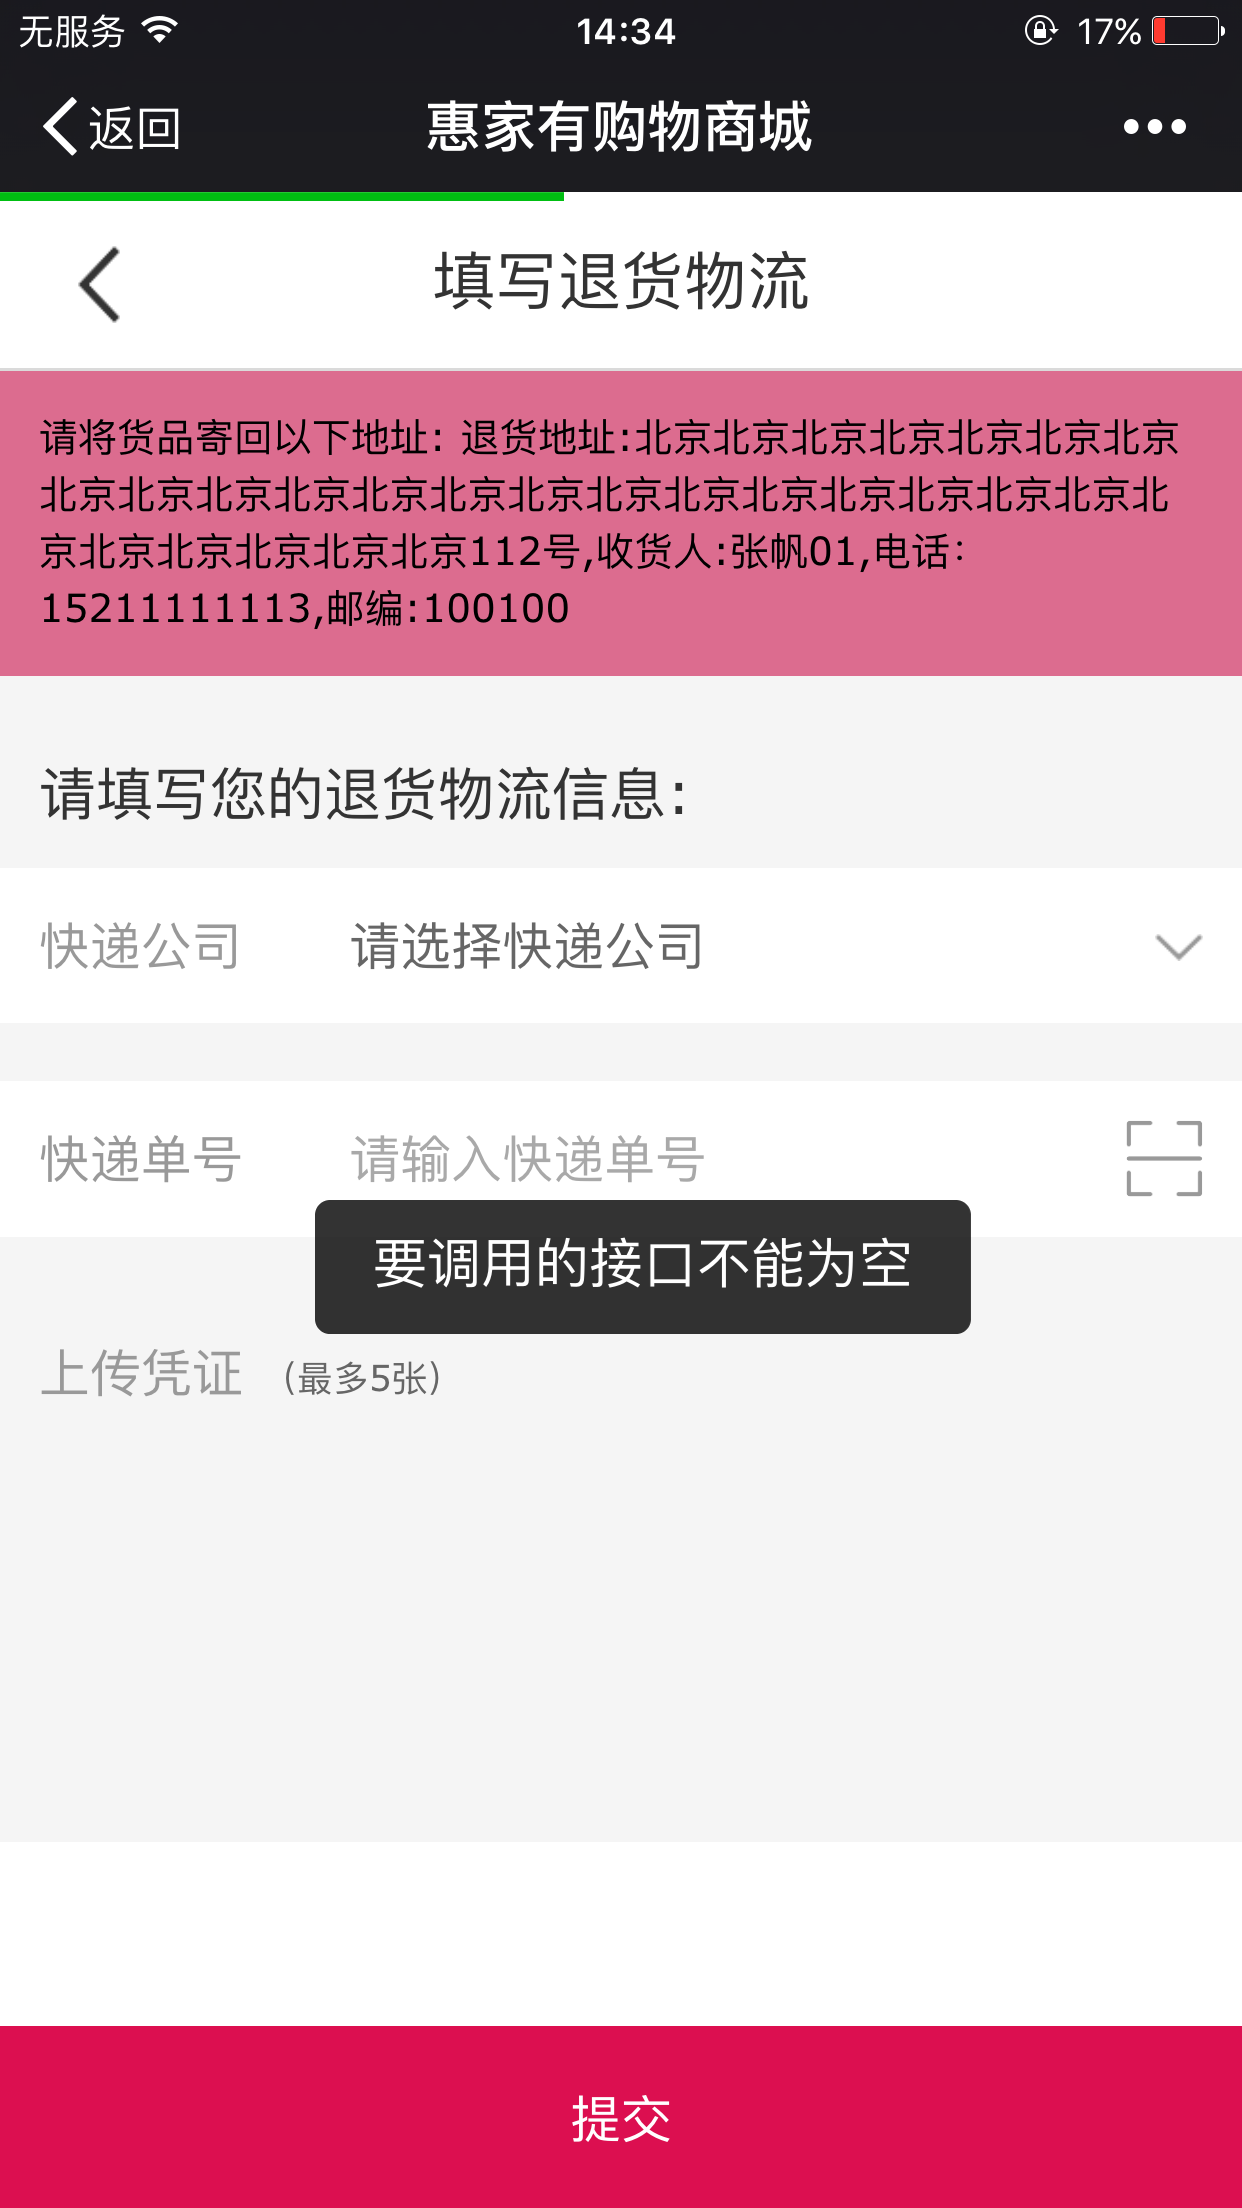 无服务 14:34 17%
返回 惠家有购物商城
填写退货物流
请将货品寄回以下地址: 退货地址:北京北京北京北京北京北京北京
北京北京北京北京北京北京北京北京北京北京北京北京北京北京北
京北京北京北京北京北京112号,收货人:张帆01,电话:
15211111113,邮编:100100
请填写您的退货物流信息:
快递公司 请选择快递公司
快递单号 请输入快递单号
要调用的接口不能为空
上传凭证 (最多5张)
提交